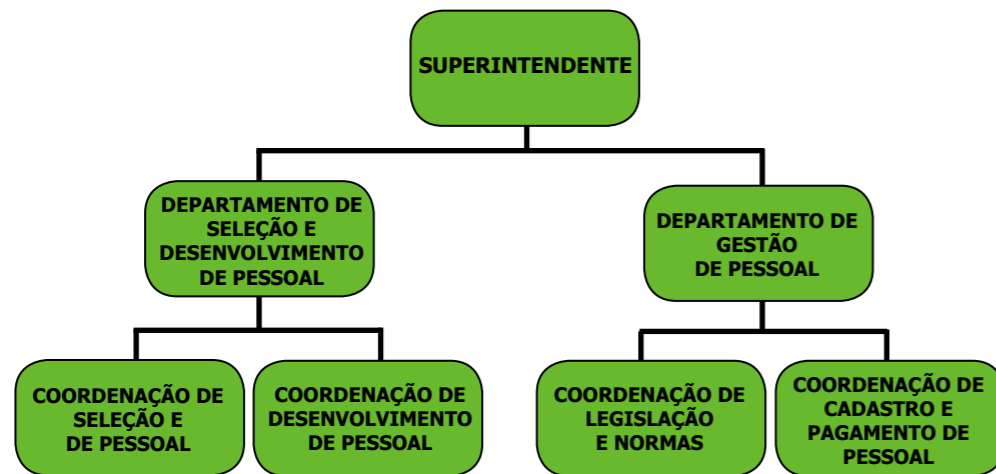 SUPERINTENDENTE
DEPARTAMENTO DE
SELEÇÃO E
DESENVOLVIMENTO
DE PESSOAL
DEPARTAMENTO DE
GESTÃO
DE PESSOAL
COORDENAÇÃO DE
SELEÇÃO E
DE PESSOAL
COORDENAÇÃO DE
DESENVOLVIMENTO
DE PESSOAL
COORDENAÇÃO DE
LEGISLAÇÃO
E NORMAS
COORDENAÇÃO DE
CADASTRO E
PAGAMENTO DE
PESSOAL